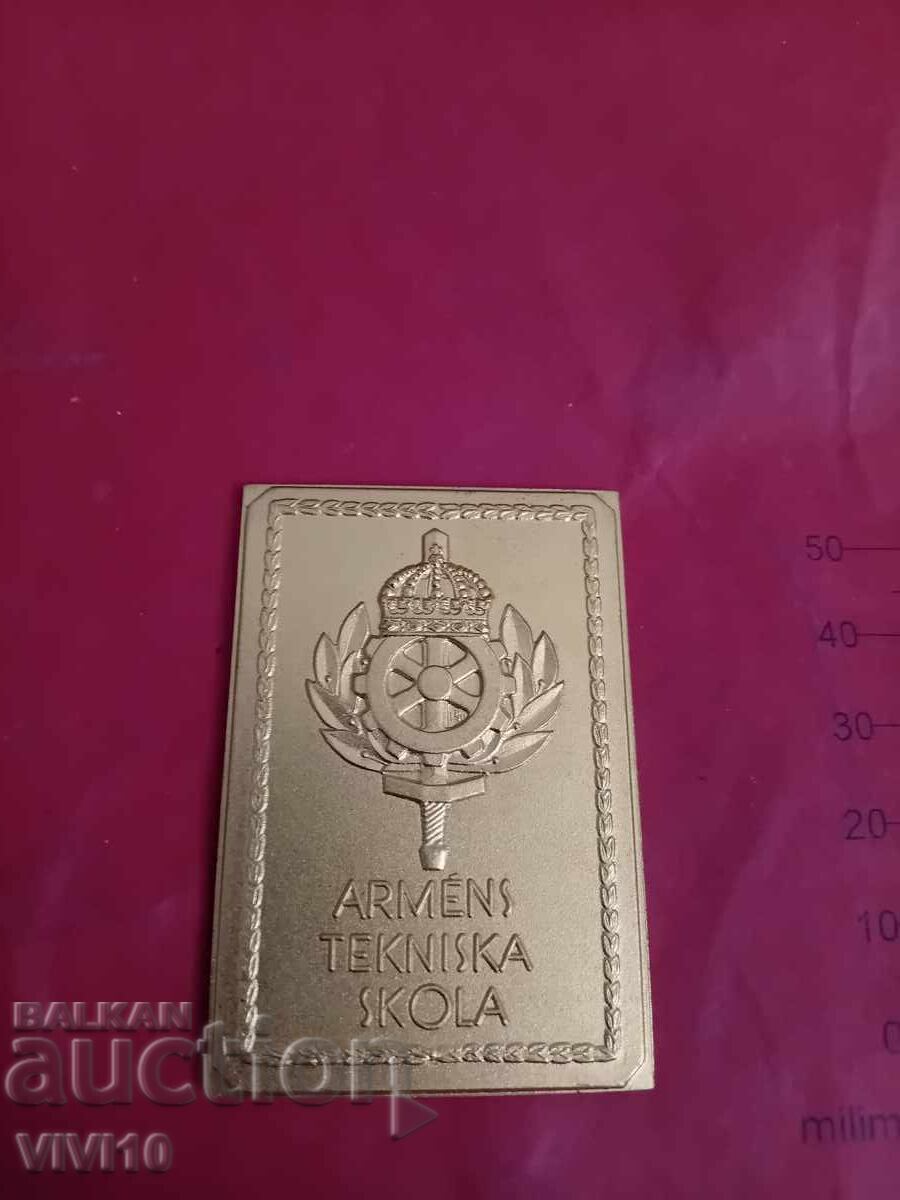 50
40
30
20
10
0
milim
ARMÉNS
TEKNISKA
SKOLA
BALKAN
auction
VIVI10